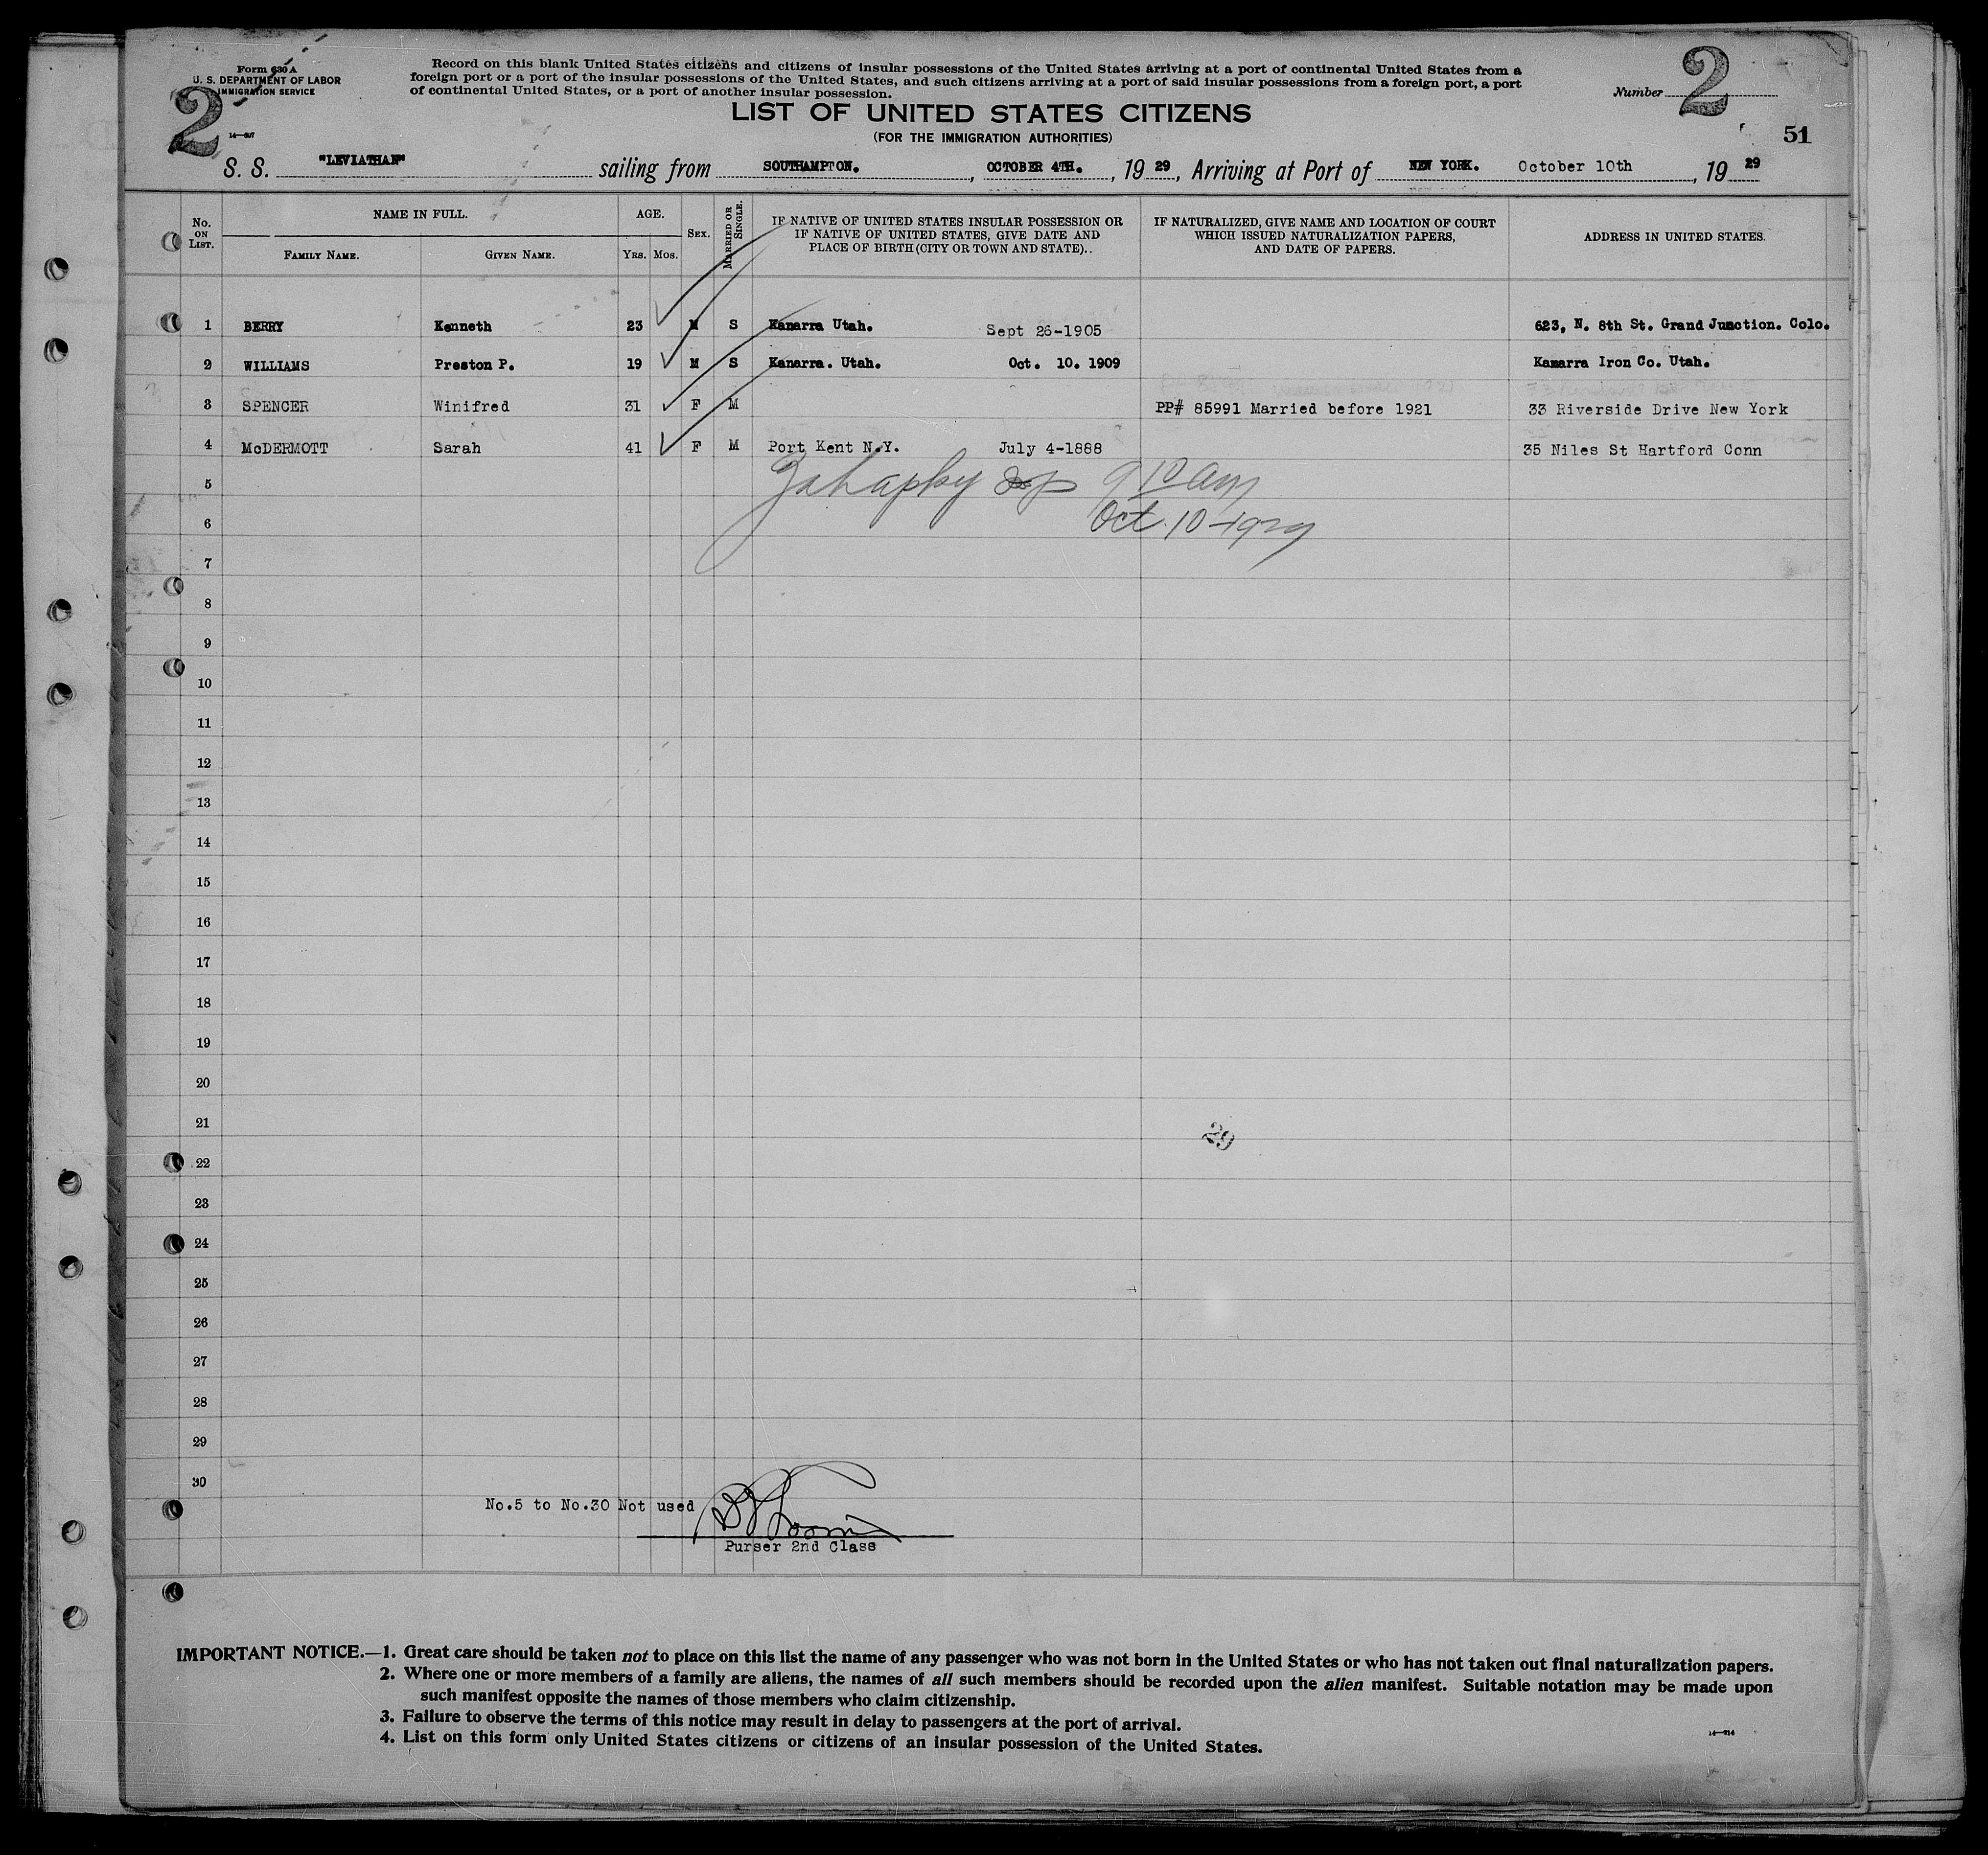 Form 630 A
U. S. DEPARTMENT OF LABOR
IMMIGRATION SERVICE
2
Record on this blank United States citizens and citizens of insular possessions of the United States arriving at a port of continental United States from a
foreign port or a port of the insular possessions of the United States, and such citizens arriving at a port of said insular possessions from a foreign port, a port
of continental United States, or a port of another insular possession.
Number 2
LIST OF UNITED STATES CITIZENS
(FOR THE IMMIGRATION AUTHORITIES)
51
S. S. "LEVIATHAN" sailing from SOUTHAMPTON. , OCTOBER 4TH. , 19 29 , Arriving at Port of NEW YORK. October 10th , 19 29
No. ON LIST.
NAME IN FULL.
FAMILY NAME.
GIVEN NAME.
AGE.
YRS. MOS.
SEX.
MARRIED OR SINGLE.
IF NATIVE OF UNITED STATES INSULAR POSSESSION OR
IF NATIVE OF UNITED STATES, GIVE DATE AND
PLACE OF BIRTH (CITY OR TOWN AND STATE).
IF NATURALIZED, GIVE NAME AND LOCATION OF COURT
WHICH ISSUED NATURALIZATION PAPERS,
AND DATE OF PAPERS.
ADDRESS IN UNITED STATES.
1 BERRY Kenneth 23 M S Kanarra Utah. Sept 26-1905 623, N. 8th St. Grand Junction. Colo.
2 WILLIAMS Preston P. 19 M S Kanarra. Utah. Oct. 10. 1909 Kanarra Iron Co. Utah.
3 SPENCER Winifred 31 F M PP# 85991 Married before 1921 33 Riverside Drive New York
4 McDERMOTT Sarah 41 F M Port Kent N.Y. July 4-1888 35 Niles St Hartford Conn
5
9 10 am
6
Oct. 10-1929
7
8
9
10
11
12
13
14
15
16
17
18
19
20
21
29
22
23
24
25
26
27
28
29
30
No.5 to No.30 Not used
Purser 2nd Class
IMPORTANT NOTICE.—1. Great care should be taken not to place on this list the name of any passenger who was not born in the United States or who has not taken out final naturalization papers.
2. Where one or more members of a family are aliens, the names of all such members should be recorded upon the alien manifest. Suitable notation may be made upon
such manifest opposite the names of those members who claim citizenship.
3. Failure to observe the terms of this notice may result in delay to passengers at the port of arrival.
4. List on this form only United States citizens or citizens of an insular possession of the United States.